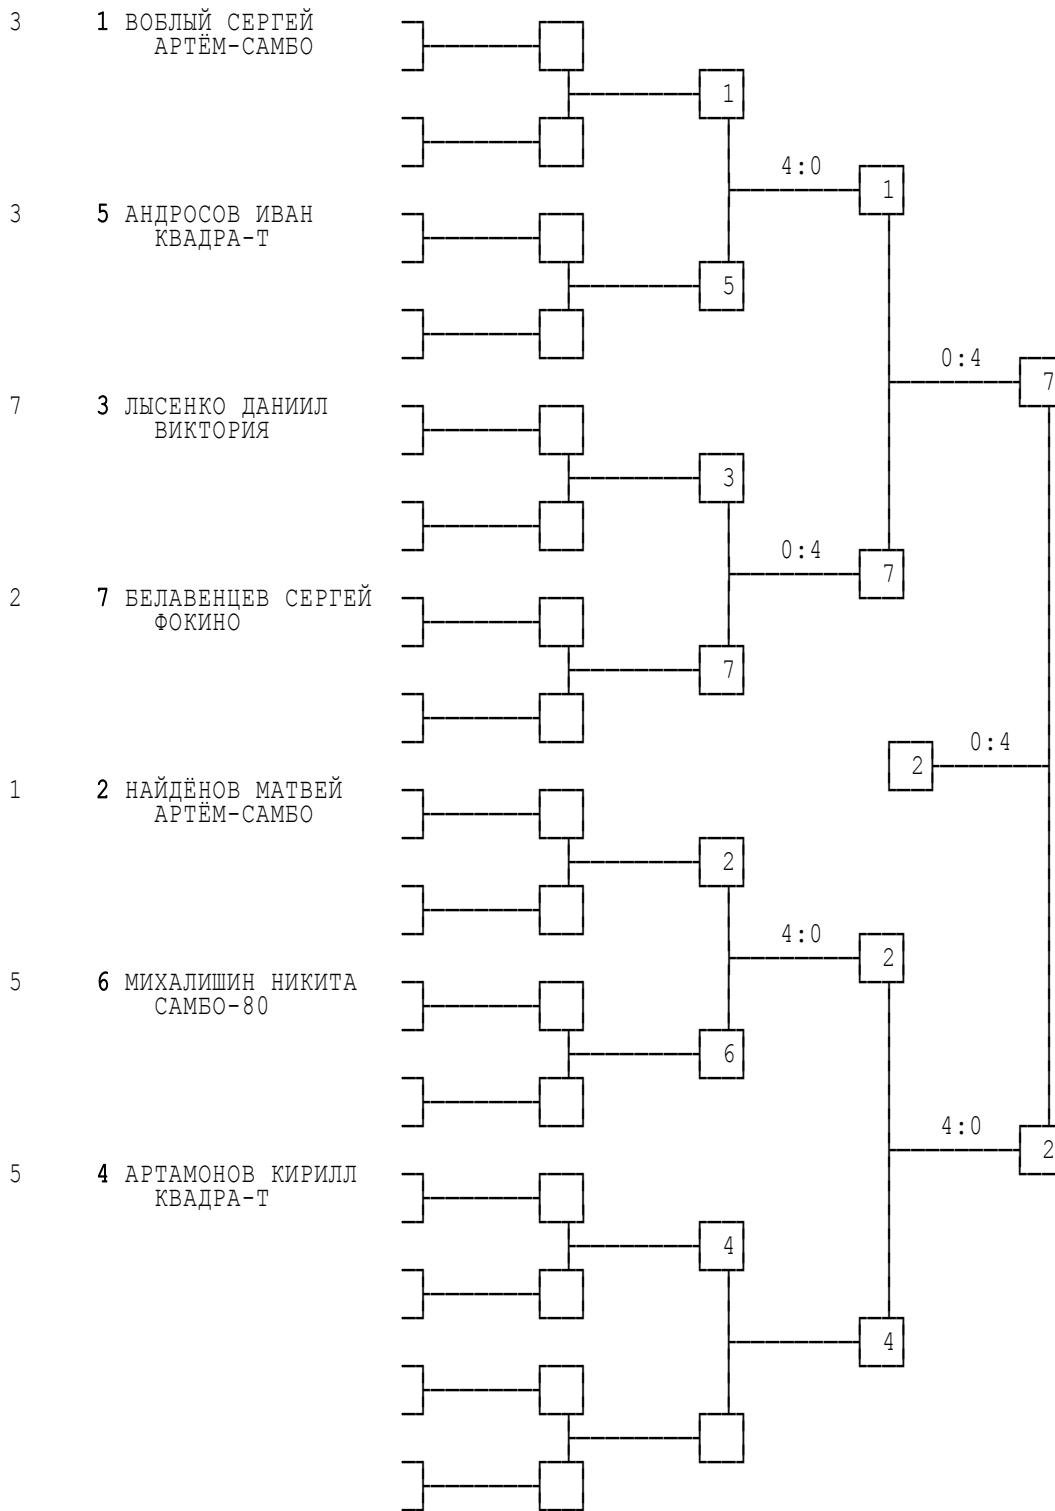 3 1 ВОБЛЫЙ СЕРГЕЙ
АРТЁМ-САМБО
1
4:0
1
3 5 АНДРОСОВ ИВАН
КВАДРА-Т
5
0:4
7
7 3 ЛЫСЕНКО ДАНИИЛ
ВИКТОРИЯ
3
0:4
7
2 7 БЕЛАВЕНЦЕВ СЕРГЕЙ
ФОКИНО
7
0:4
2
1 2 НАЙДЁНОВ МАТВЕЙ
АРТЁМ-САМБО
2
4:0
2
5 6 МИХАЛИШИН НИКИТА
САМБО-80
6
4:0
2
5 4 АРТАМОНОВ КИРИЛЛ
КВАДРА-Т
4
4